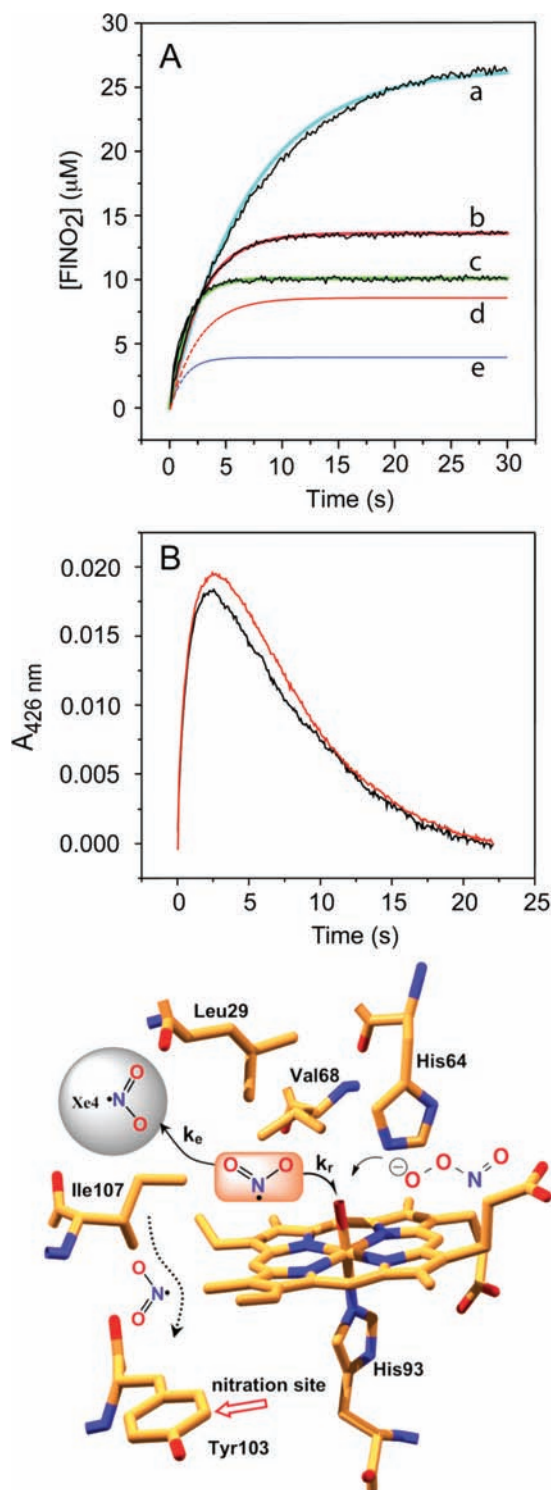 A
[FlNO₂] (μM)
30
25
20
15
10
5
0
a
b
c
d
e
0 5 10 15 20 25 30
Time (s)
B
A₄₂₆ ₙₘ
0.020
0.015
0.010
0.005
0.000
0 5 10 15 20 25
Time (s)
Leu29
His64
Val68
Xe4 •N O O
kₑ
kᵣ
O N O •
⊖ O O N O
Ile107
O N • O
His93
nitration site
Tyr103